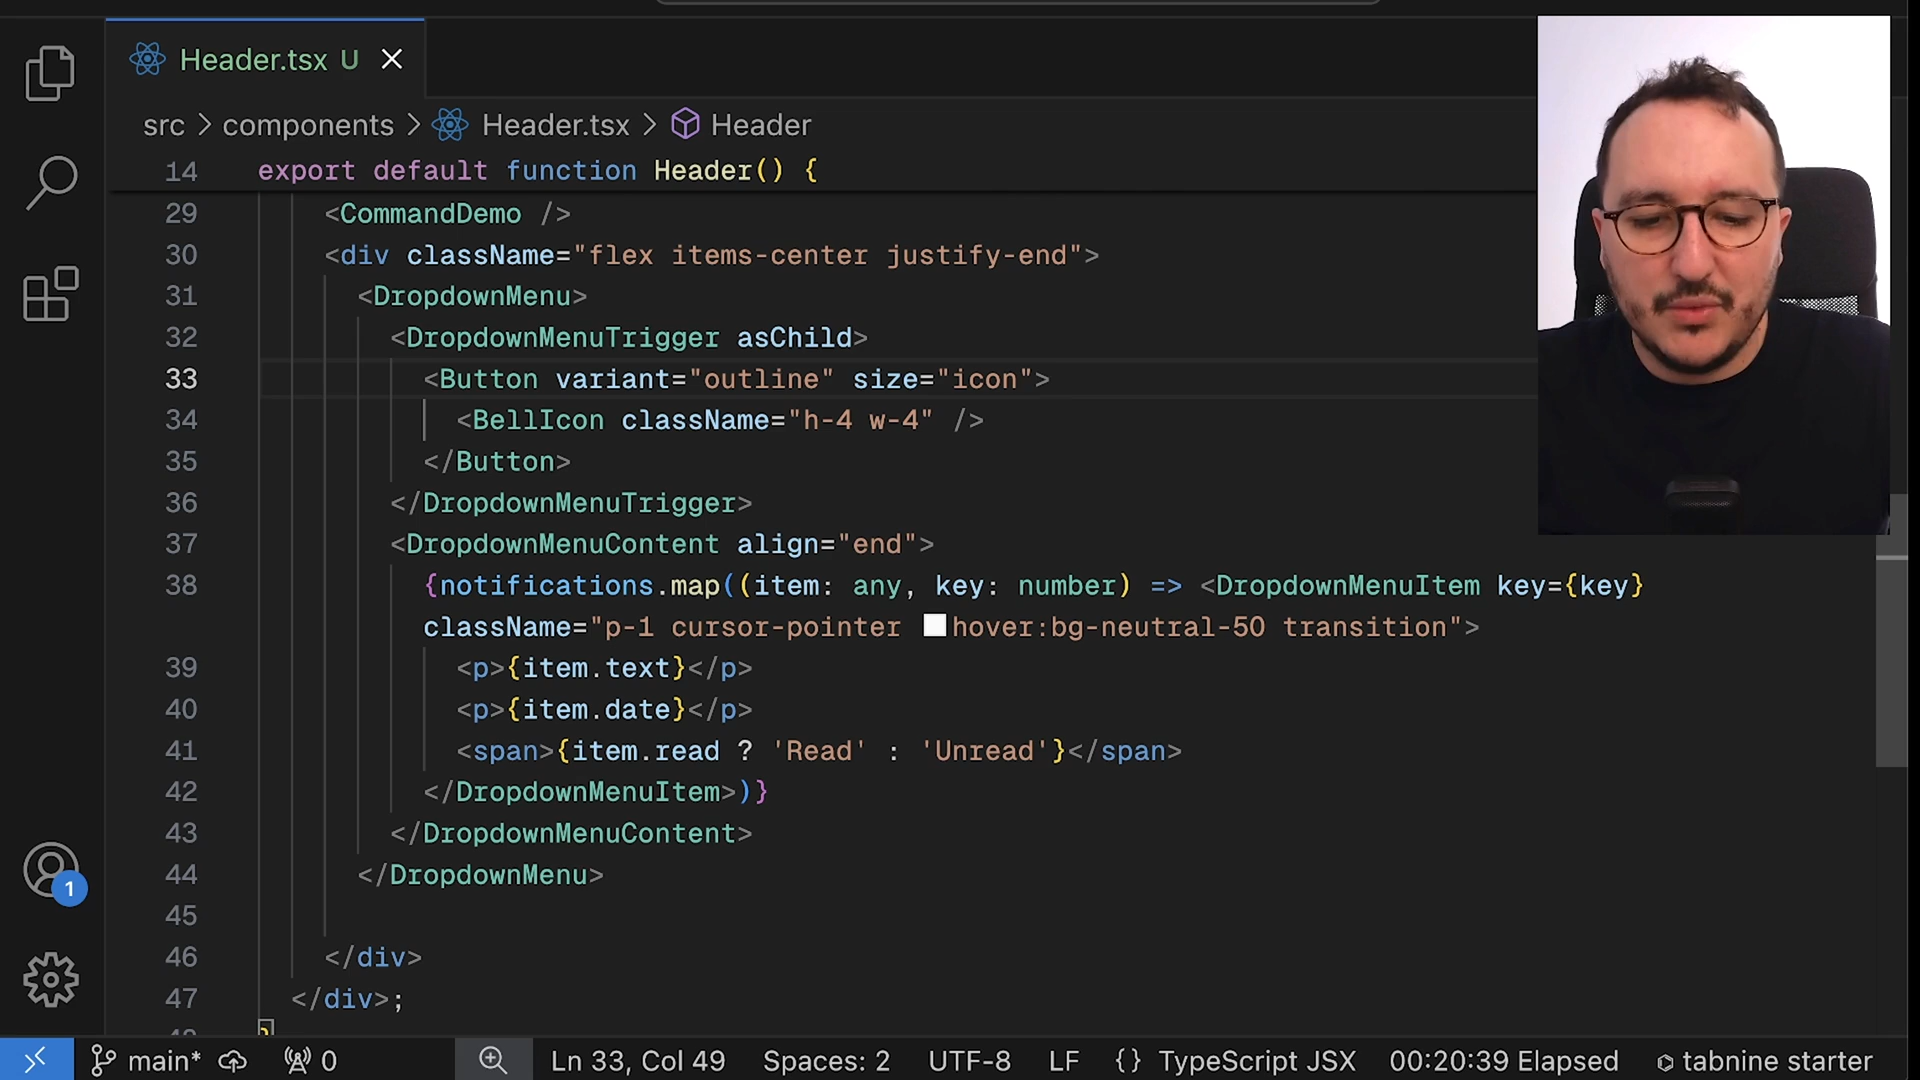 Header.tsx U
src > components > Header.tsx > Header
14 export default function Header() {
29 <CommandDemo />
30 <div className="flex items-center justify-end">
31 <DropdownMenu>
32 <DropdownMenuTrigger asChild>
33 <Button variant="outline" size="icon">
34 <BellIcon className="h-4 w-4" />
35 </Button>
36 </DropdownMenuTrigger>
37 <DropdownMenuContent align="end">
38 {notifications.map((item: any, key: number) => <DropdownMenuItem key={key}
className="p-1 cursor-pointer hover:bg-neutral-50 transition">
39 <p>{item.text}</p>
40 <p>{item.date}</p>
41 <span>{item.read ? 'Read' : 'Unread'}</span>
42 </DropdownMenuItem>)}
43 </DropdownMenuContent>
44 </DropdownMenu>
45
46 </div>
47 </div>;
1
main* 0 Ln 33, Col 49 Spaces: 2 UTF-8 LF {} TypeScript JSX 00:20:39 Elapsed tabnine starter